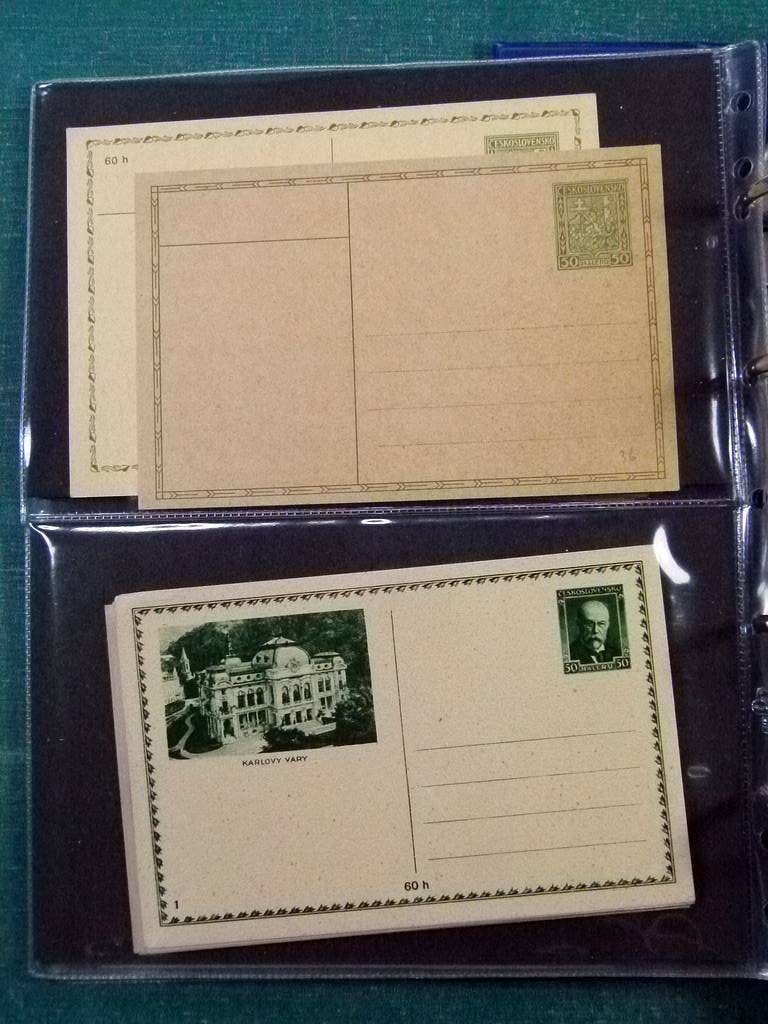 60 h
ČESKOSLOVENSKO
ČESKOSLOVENSKO
50 HALÉŘŮ 50
36
ČESKOSLOVENSKO
50 HALÉŘŮ 50
KARLOVY VARY
60 h
1